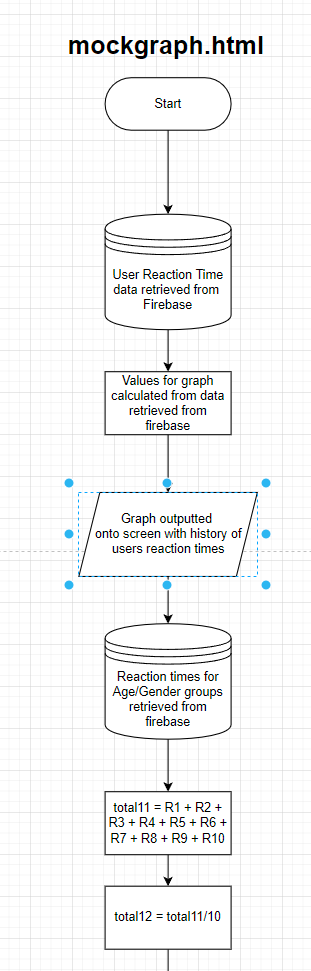 mockgraph.html
Start
User Reaction Time
data retrieved from
Firebase
Values for graph
calculated from data
retrieved from
firebase
Graph outputted
onto screen with history of
users reaction times
Reaction times for
Age/Gender groups
retrieved from
firebase
total11 = R1 + R2 +
R3 + R4 + R5 + R6 +
R7 + R8 + R9 + R10
total12 = total11/10